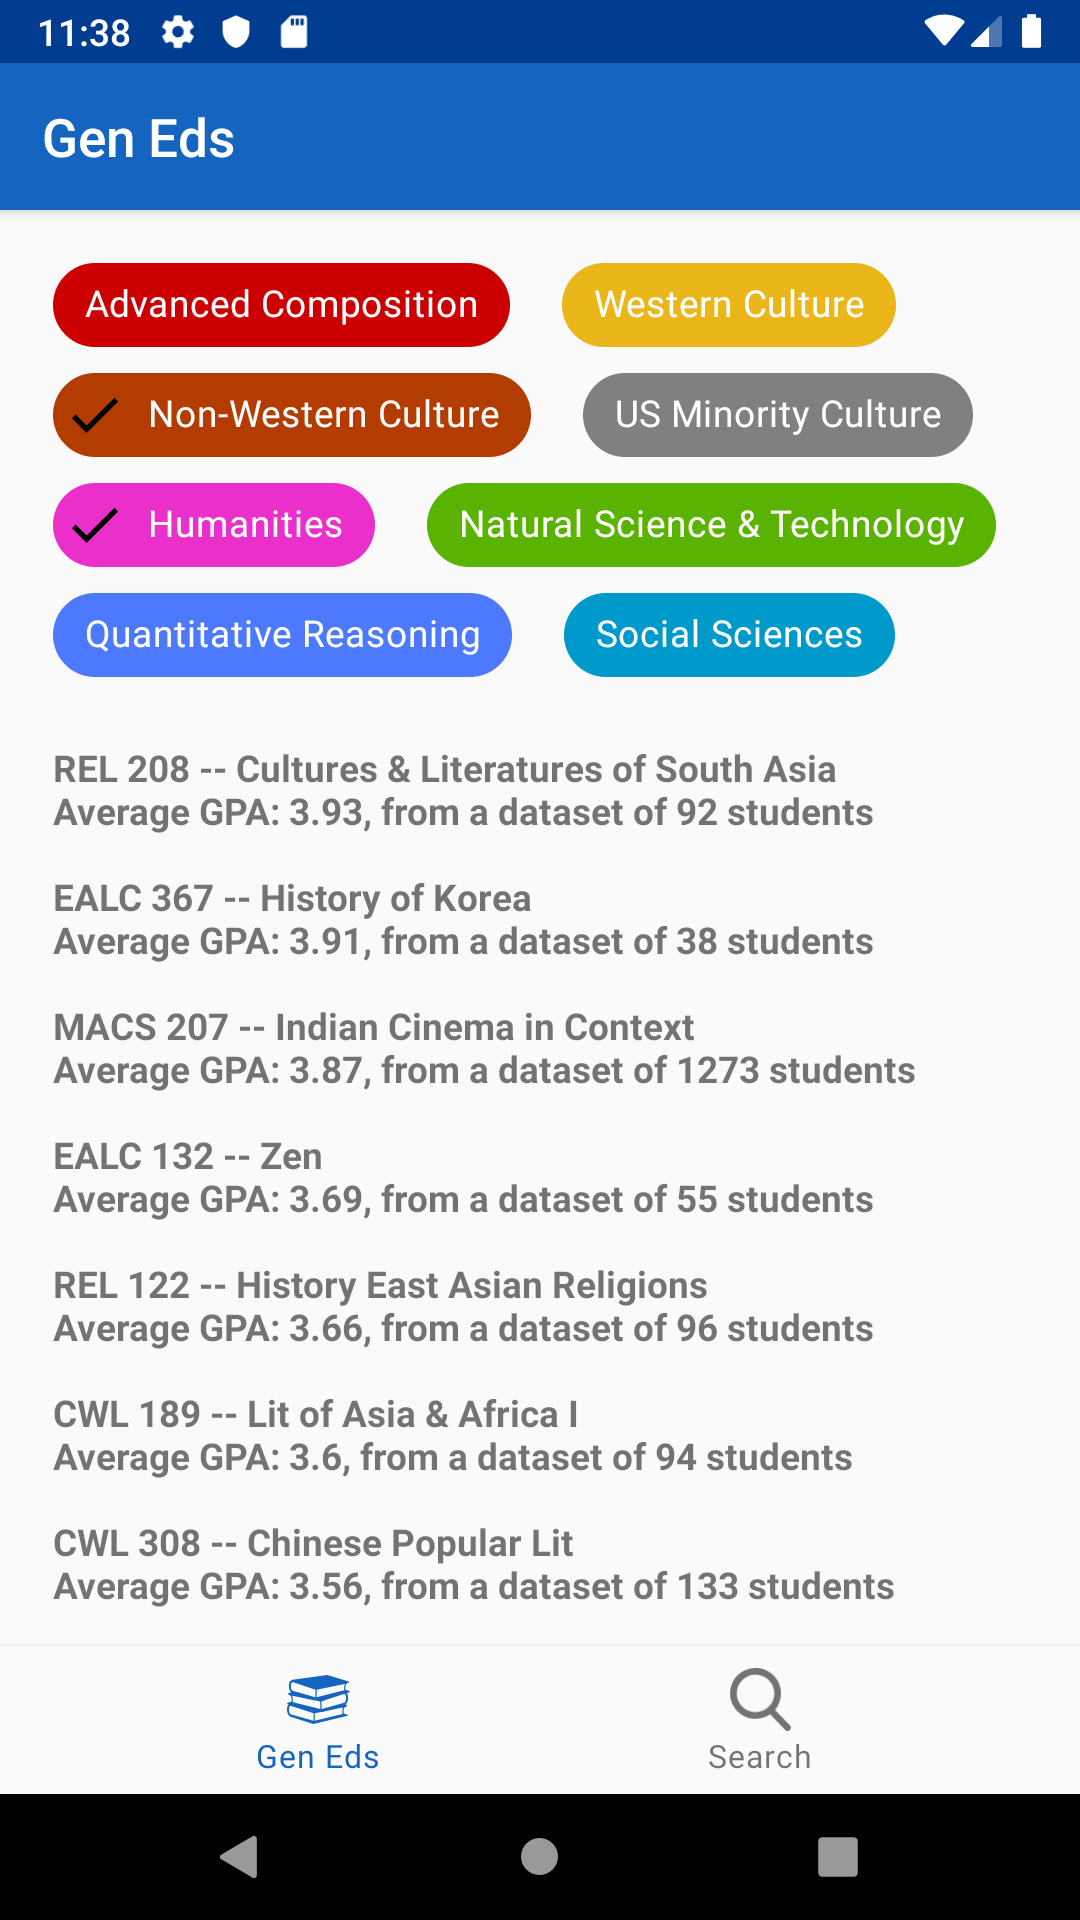 11:38
Gen Eds
Advanced Composition
Western Culture
Non-Western Culture
US Minority Culture
Humanities
Natural Science & Technology
Quantitative Reasoning
Social Sciences
REL 208 -- Cultures & Literatures of South Asia
Average GPA: 3.93, from a dataset of 92 students
EALC 367 -- History of Korea
Average GPA: 3.91, from a dataset of 38 students
MACS 207 -- Indian Cinema in Context
Average GPA: 3.87, from a dataset of 1273 students
EALC 132 -- Zen
Average GPA: 3.69, from a dataset of 55 students
REL 122 -- History East Asian Religions
Average GPA: 3.66, from a dataset of 96 students
CWL 189 -- Lit of Asia & Africa I
Average GPA: 3.6, from a dataset of 94 students
CWL 308 -- Chinese Popular Lit
Average GPA: 3.56, from a dataset of 133 students
Gen Eds
Search